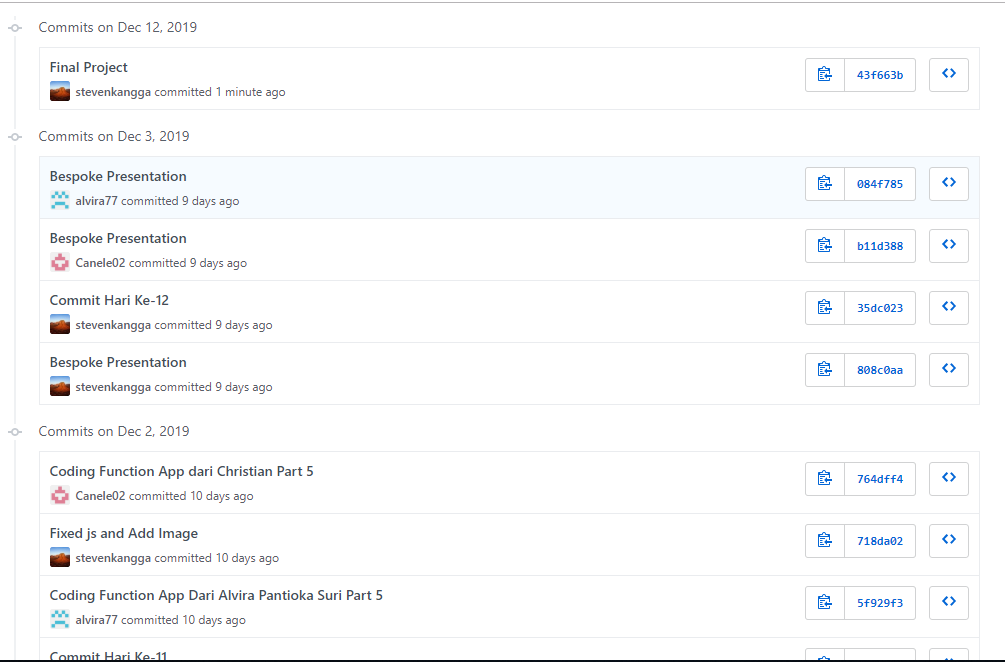 Commits on Dec 12, 2019
Final Project
43f663b
stevenkangga committed 1 minute ago
Commits on Dec 3, 2019
Bespoke Presentation
084f785
alvira77 committed 9 days ago
Bespoke Presentation
b11d388
Canele02 committed 9 days ago
Commit Hari Ke-12
35dc023
stevenkangga committed 9 days ago
Bespoke Presentation
808c0aa
stevenkangga committed 9 days ago
Commits on Dec 2, 2019
Coding Function App dari Christian Part 5
764dff4
Canele02 committed 10 days ago
Fixed js and Add Image
718da02
stevenkangga committed 10 days ago
Coding Function App Dari Alvira Pantioka Suri Part 5
5f929f3
alvira77 committed 10 days ago
Commit Hari Ke-11